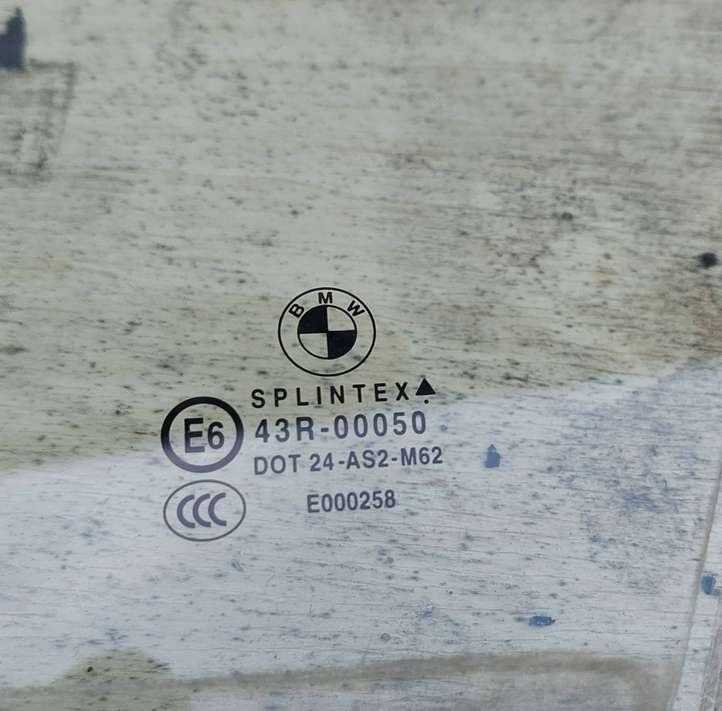 BMW
SPLINTEX
E6 43R-00050
DOT 24-AS2-M62
CCC E000258